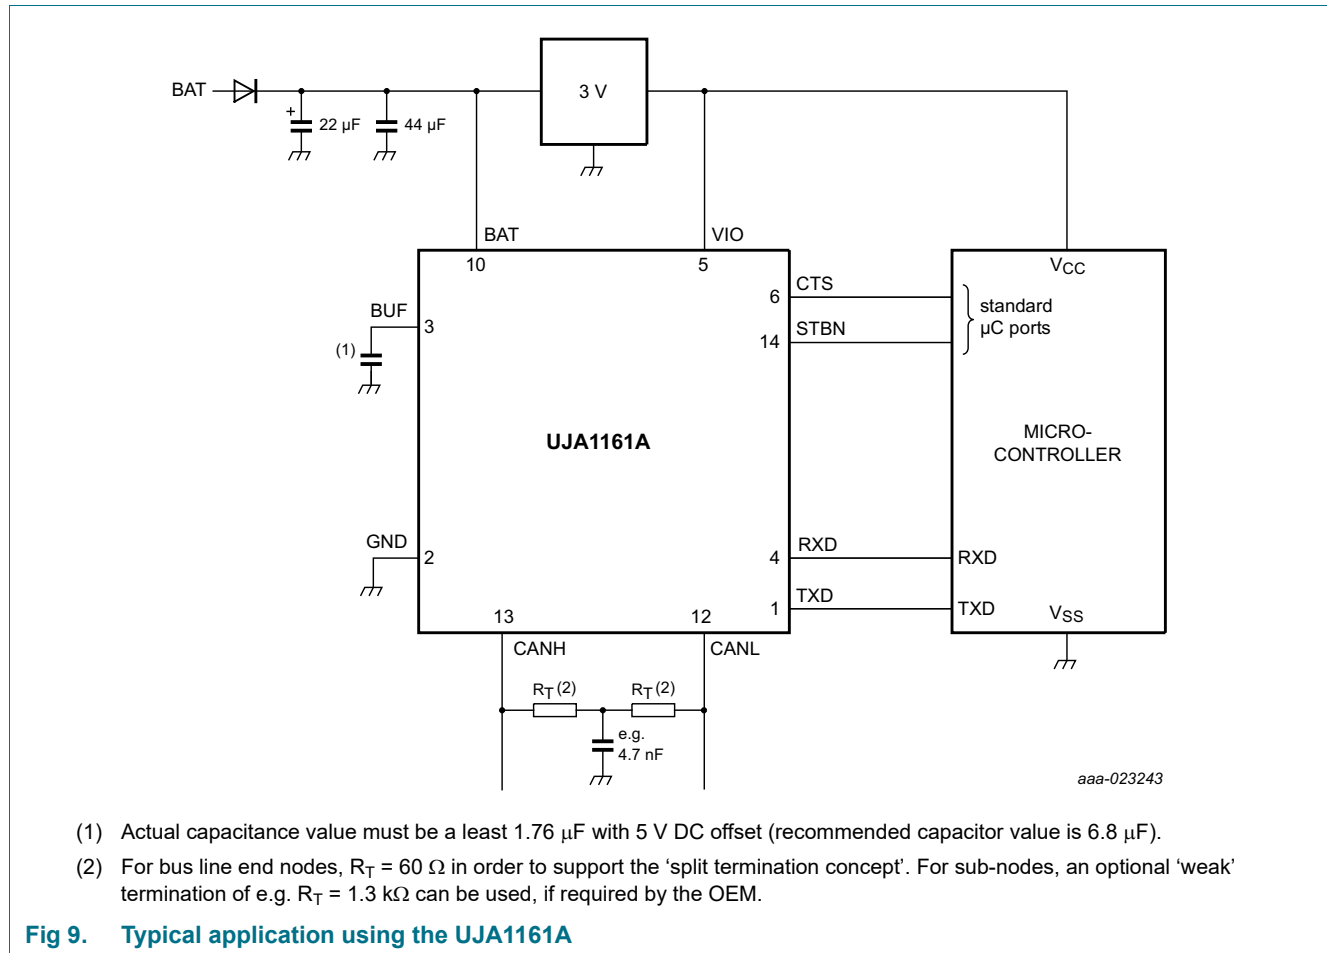 BAT
3 V
+
22 µF
44 µF
BAT
VIO
10
5
VCC
6
CTS
standard
µC ports
BUF
3
14
STBN
(1)
UJA1161A
MICRO-
CONTROLLER
GND
2
4
RXD
RXD
13
12
1
TXD
TXD
VSS
CANH
CANL
RT (2)
RT (2)
e.g.
4.7 nF
aaa-023243
(1) Actual capacitance value must be a least 1.76 µF with 5 V DC offset (recommended capacitor value is 6.8 µF).
(2) For bus line end nodes, RT = 60 Ω in order to support the ‘split termination concept’. For sub-nodes, an optional ‘weak’
termination of e.g. RT = 1.3 kΩ can be used, if required by the OEM.
Fig 9. Typical application using the UJA1161A